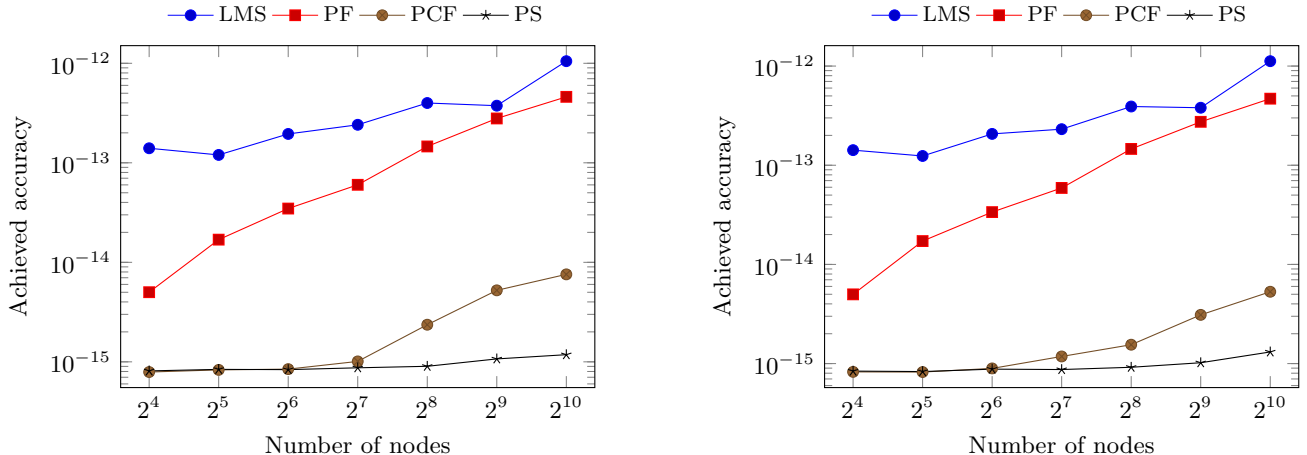 LMS PF PCF PS
10^-12
10^-13
10^-14
10^-15
Achieved accuracy
2^4 2^5 2^6 2^7 2^8 2^9 2^10
Number of nodes
LMS PF PCF PS
10^-12
10^-13
10^-14
10^-15
Achieved accuracy
2^4 2^5 2^6 2^7 2^8 2^9 2^10
Number of nodes